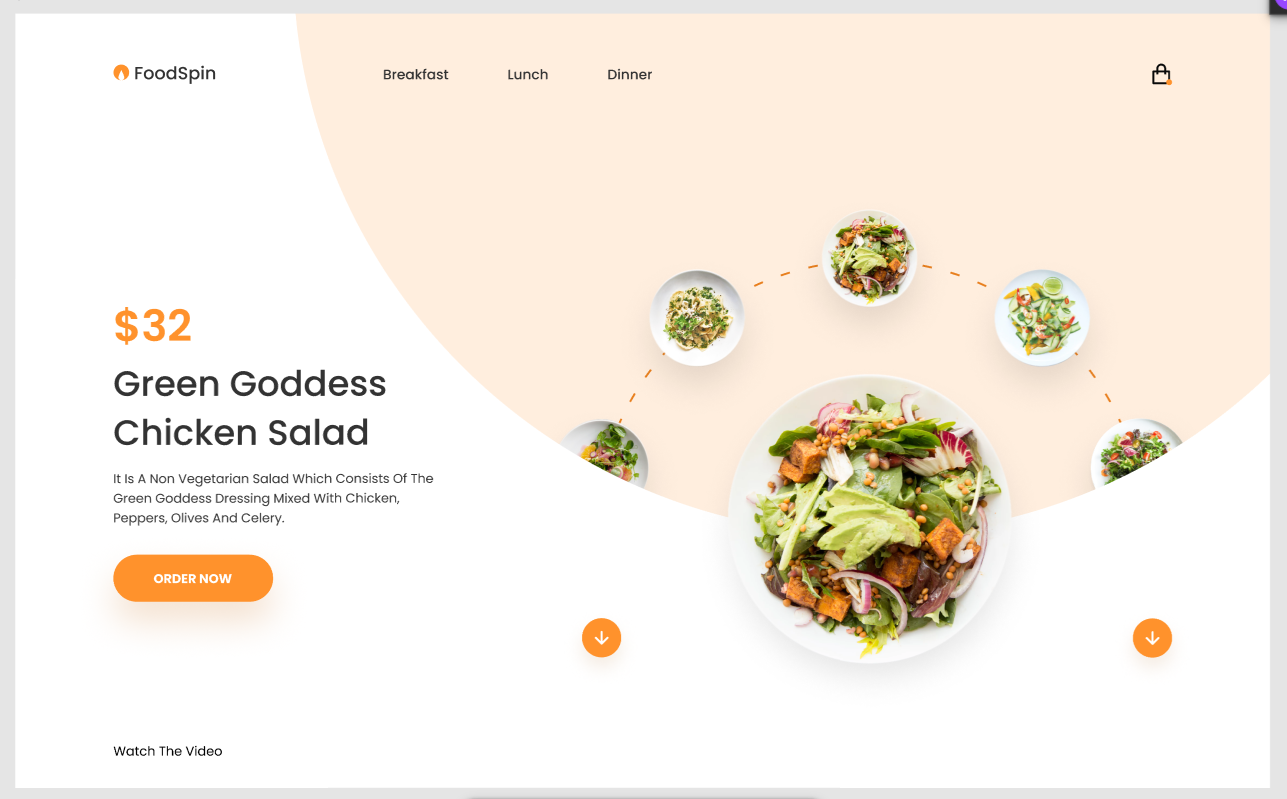 FoodSpin
Breakfast
Lunch
Dinner
$32
Green Goddess
Chicken Salad
It Is A Non Vegetarian Salad Which Consists Of The
Green Goddess Dressing Mixed With Chicken,
Peppers, Olives And Celery.
ORDER NOW
Watch The Video